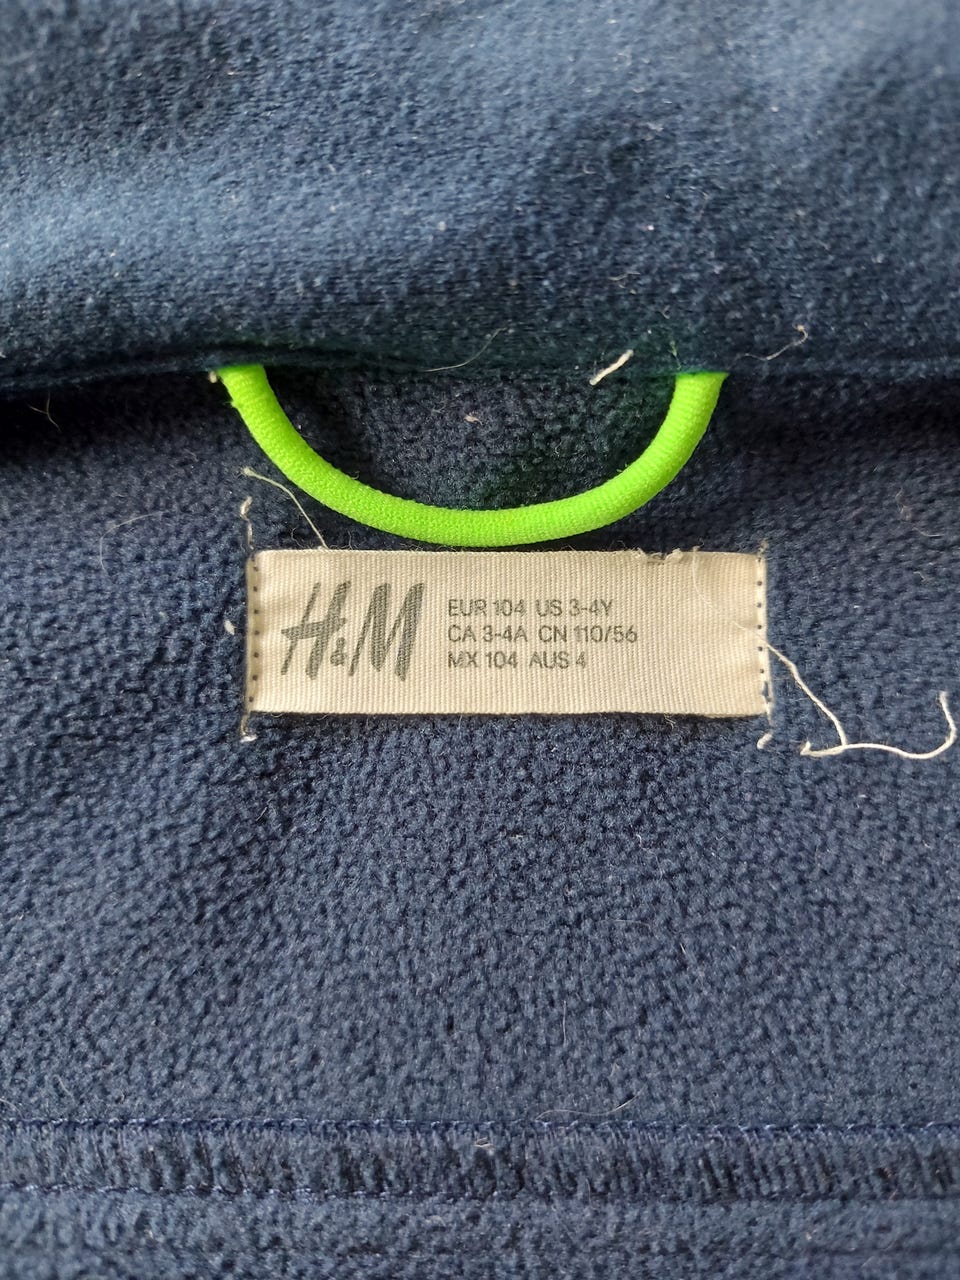 H&M
EUR 104 US 3-4Y
CA 3-4A CN 110/56
MX 104 AUS 4